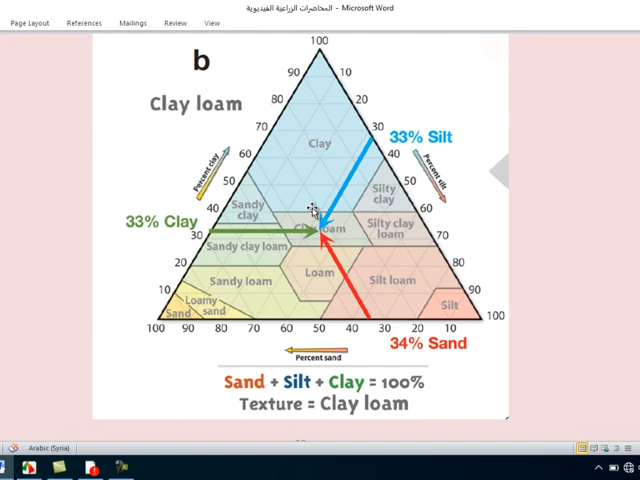 المحاضرات الزراعية الفيديوية - Microsoft Word
Page Layout References Mailings Review View
b
Clay loam
100
90 10
80 20
70 30
33% Silt
Clay
60 40
Percent clay
Percent silt
50 50
Sandy clay
Silty clay
40 60
33% Clay
Clay loam
Silty clay loam
30 70
Sandy clay loam
20 80
Loam
Sandy loam
Silt loam
10 90
Loamy sand
Sand
Silt
100 90 80 70 60 50 40 30 20 10 100
34% Sand
Percent sand
Sand + Silt + Clay = 100%
Texture = Clay loam
Arabic (Syria)